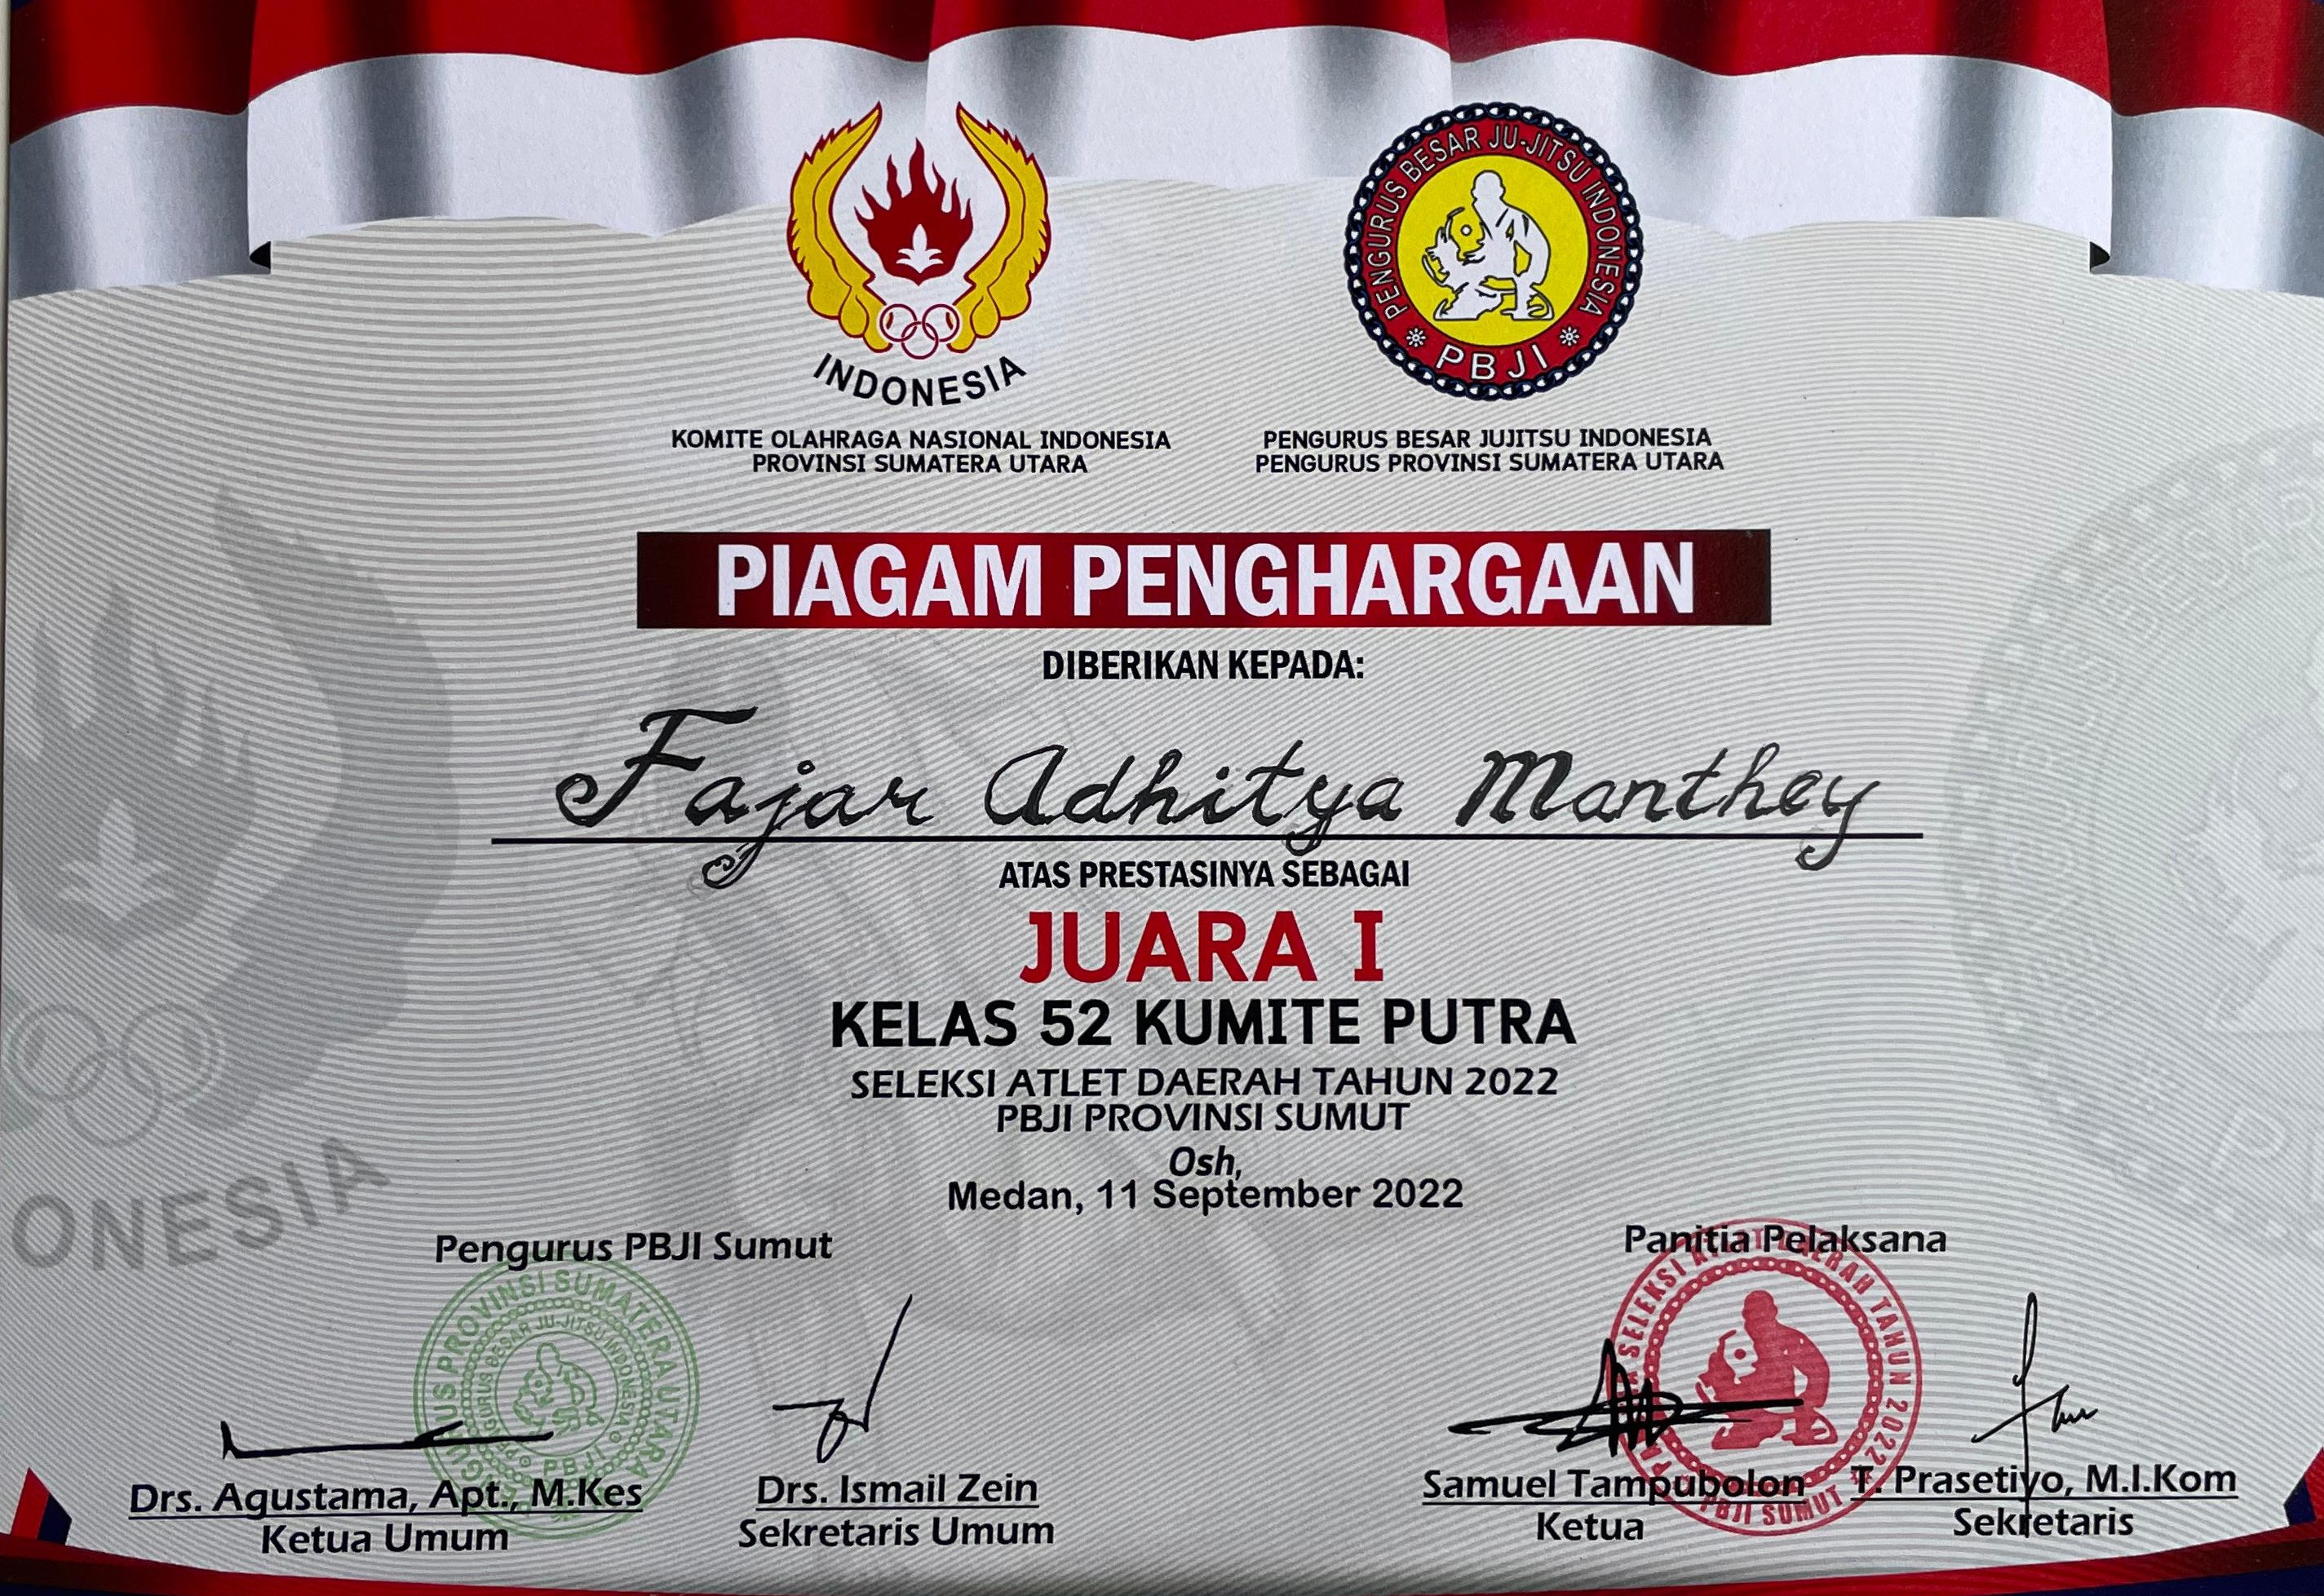 INDONESIA
PENGURUS BESAR JU-JITSU INDONESIA
PBJI
KOMITE OLAHRAGA NASIONAL INDONESIA
PROVINSI SUMATERA UTARA
PENGURUS BESAR JUJITSU INDONESIA
PENGURUS PROVINSI SUMATERA UTARA
PIAGAM PENGHARGAAN
DIBERIKAN KEPADA:
Fajar Adhitya Manthey
ATAS PRESTASINYA SEBAGAI
JUARA I
KELAS 52 KUMITE PUTRA
SELEKSI ATLET DAERAH TAHUN 2022
PBJI PROVINSI SUMUT
Osh,
Medan, 11 September 2022
ONESIA
Pengurus PBJI Sumut
PROVINSI SUMATERA UTARA
BESAR JU-JITSU INDONESIA
PBJI
Drs. Agustama, Apt., M.Kes
Ketua Umum
Drs. Ismail Zein
Sekretaris Umum
Panitia Pelaksana
SELEKSI ATLET DAERAH TAHUN 2022
PBJI SUMUT
Samuel Tampubolon
Ketua
T. Prasetiyo, M.I.Kom
Sekretaris